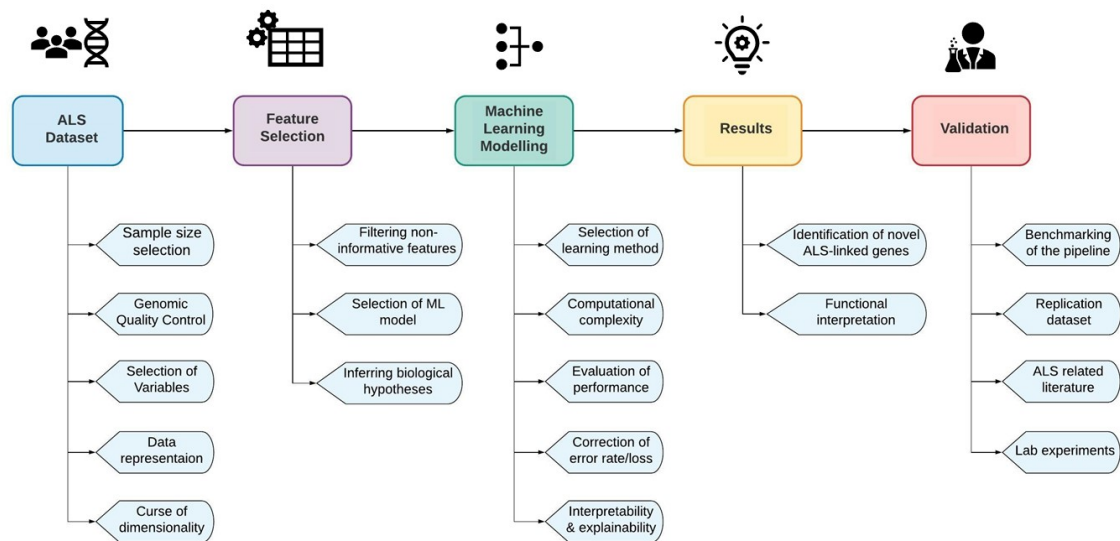 ALS
Dataset
Feature
Selection
Machine
Learning
Modelling
Results
Validation
Sample size
selection
Genomic
Quality Control
Selection of
Variables
Data
representaion
Curse of
dimensionality
Filtering non-
informative features
Selection of ML
model
Inferring biological
hypotheses
Selection of
learning method
Computational
complexity
Evaluation of
performance
Correction of
error rate/loss
Interpretability
& explainability
Identification of novel
ALS-linked genes
Functional
interpretation
Benchmarking
of the pipeline
Replication
dataset
ALS related
literature
Lab experiments